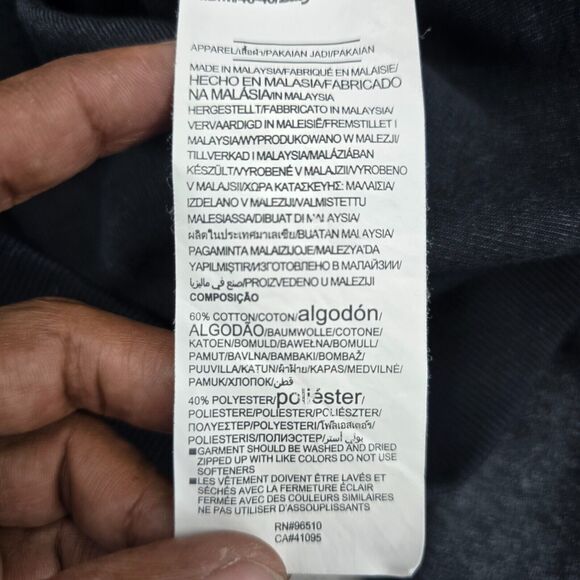 APPAREL/เสื้อผ้า/PAKAIAN JADI/PAKAIAN
MADE IN MALAYSIA/FABRIQUÉ EN MALAISIE/
HECHO EN MALASIA/FABRICADO
NA MALÁSIA/IN MALAYSIA
HERGESTELLT/FABBRICATO IN MALAYSIA/
VERVAARDIGD IN MALEISIË/FREMSTILLET I
MALAYSIA/WYPRODUKOWANO W MALEZJI/
TILLVERKAD I MALAYSIA/MALÁZIÁBAN
KÉSZÜLT/VYROBENÉ V MALAJZII/VYROBENO
V MALAJSII/ΧΩΡΑ ΚΑΤΑΣΚΕΥΗΣ: ΜΑΛΑΙΣΙΑ/
IZDELANO V MALEZIJI/VALMISTETTU
MALESIASSA/DIBUAT DI MALAYSIA/
ผลิตในประเทศมาเลเซีย/BUATAN MALAYSIA/
PAGAMINTA MALAIZIJOJE/MALEZYA'DA
YAPILMIŞTIR/ИЗГОТОВЛЕНО В МАЛАЙЗИИ/
صنع في ماليزيا/PROIZVEDENO U MALEZIJI
COMPOSIÇÃO
60% COTTON/COTON/algodón/
ALGODÃO/BAUMWOLLE/COTONE/
KATOEN/BOMULD/BAWEŁNA/BOMULL/
PAMUT/BAVLNA/ΒΑΜΒΑΚΙ/BOMBAŽ/
PUUVILLA/KATUN/ผ้าฝ้าย/KAPAS/MEDVILNĖ/
PAMUK/ХЛОПОК/قطن/
40% POLYESTER/poliéster/
POLIESTERE/POLIESTER/POLIÉSZTER/
ΠΟΛΥΕΣΤΕΡ/POLYESTERI/โพลีเอสเตอร์/
POLIESTERIS/ПОЛИЭСТЕР/بولي أستر
■GARMENT SHOULD BE WASHED AND DRIED
ZIPPED UP WITH LIKE COLORS DO NOT USE
SOFTENERS
■LES VÊTEMENT DOIVENT ÊTRE LAVÉS ET
SÉCHÉS AVEC LA FERMETURE ÉCLAIR
FERMÉE AVEC DES COULEURS SIMILAIRES
NE PAS UTILISER D'ASSOUPLISSANTS
RN#96510
CA#41095